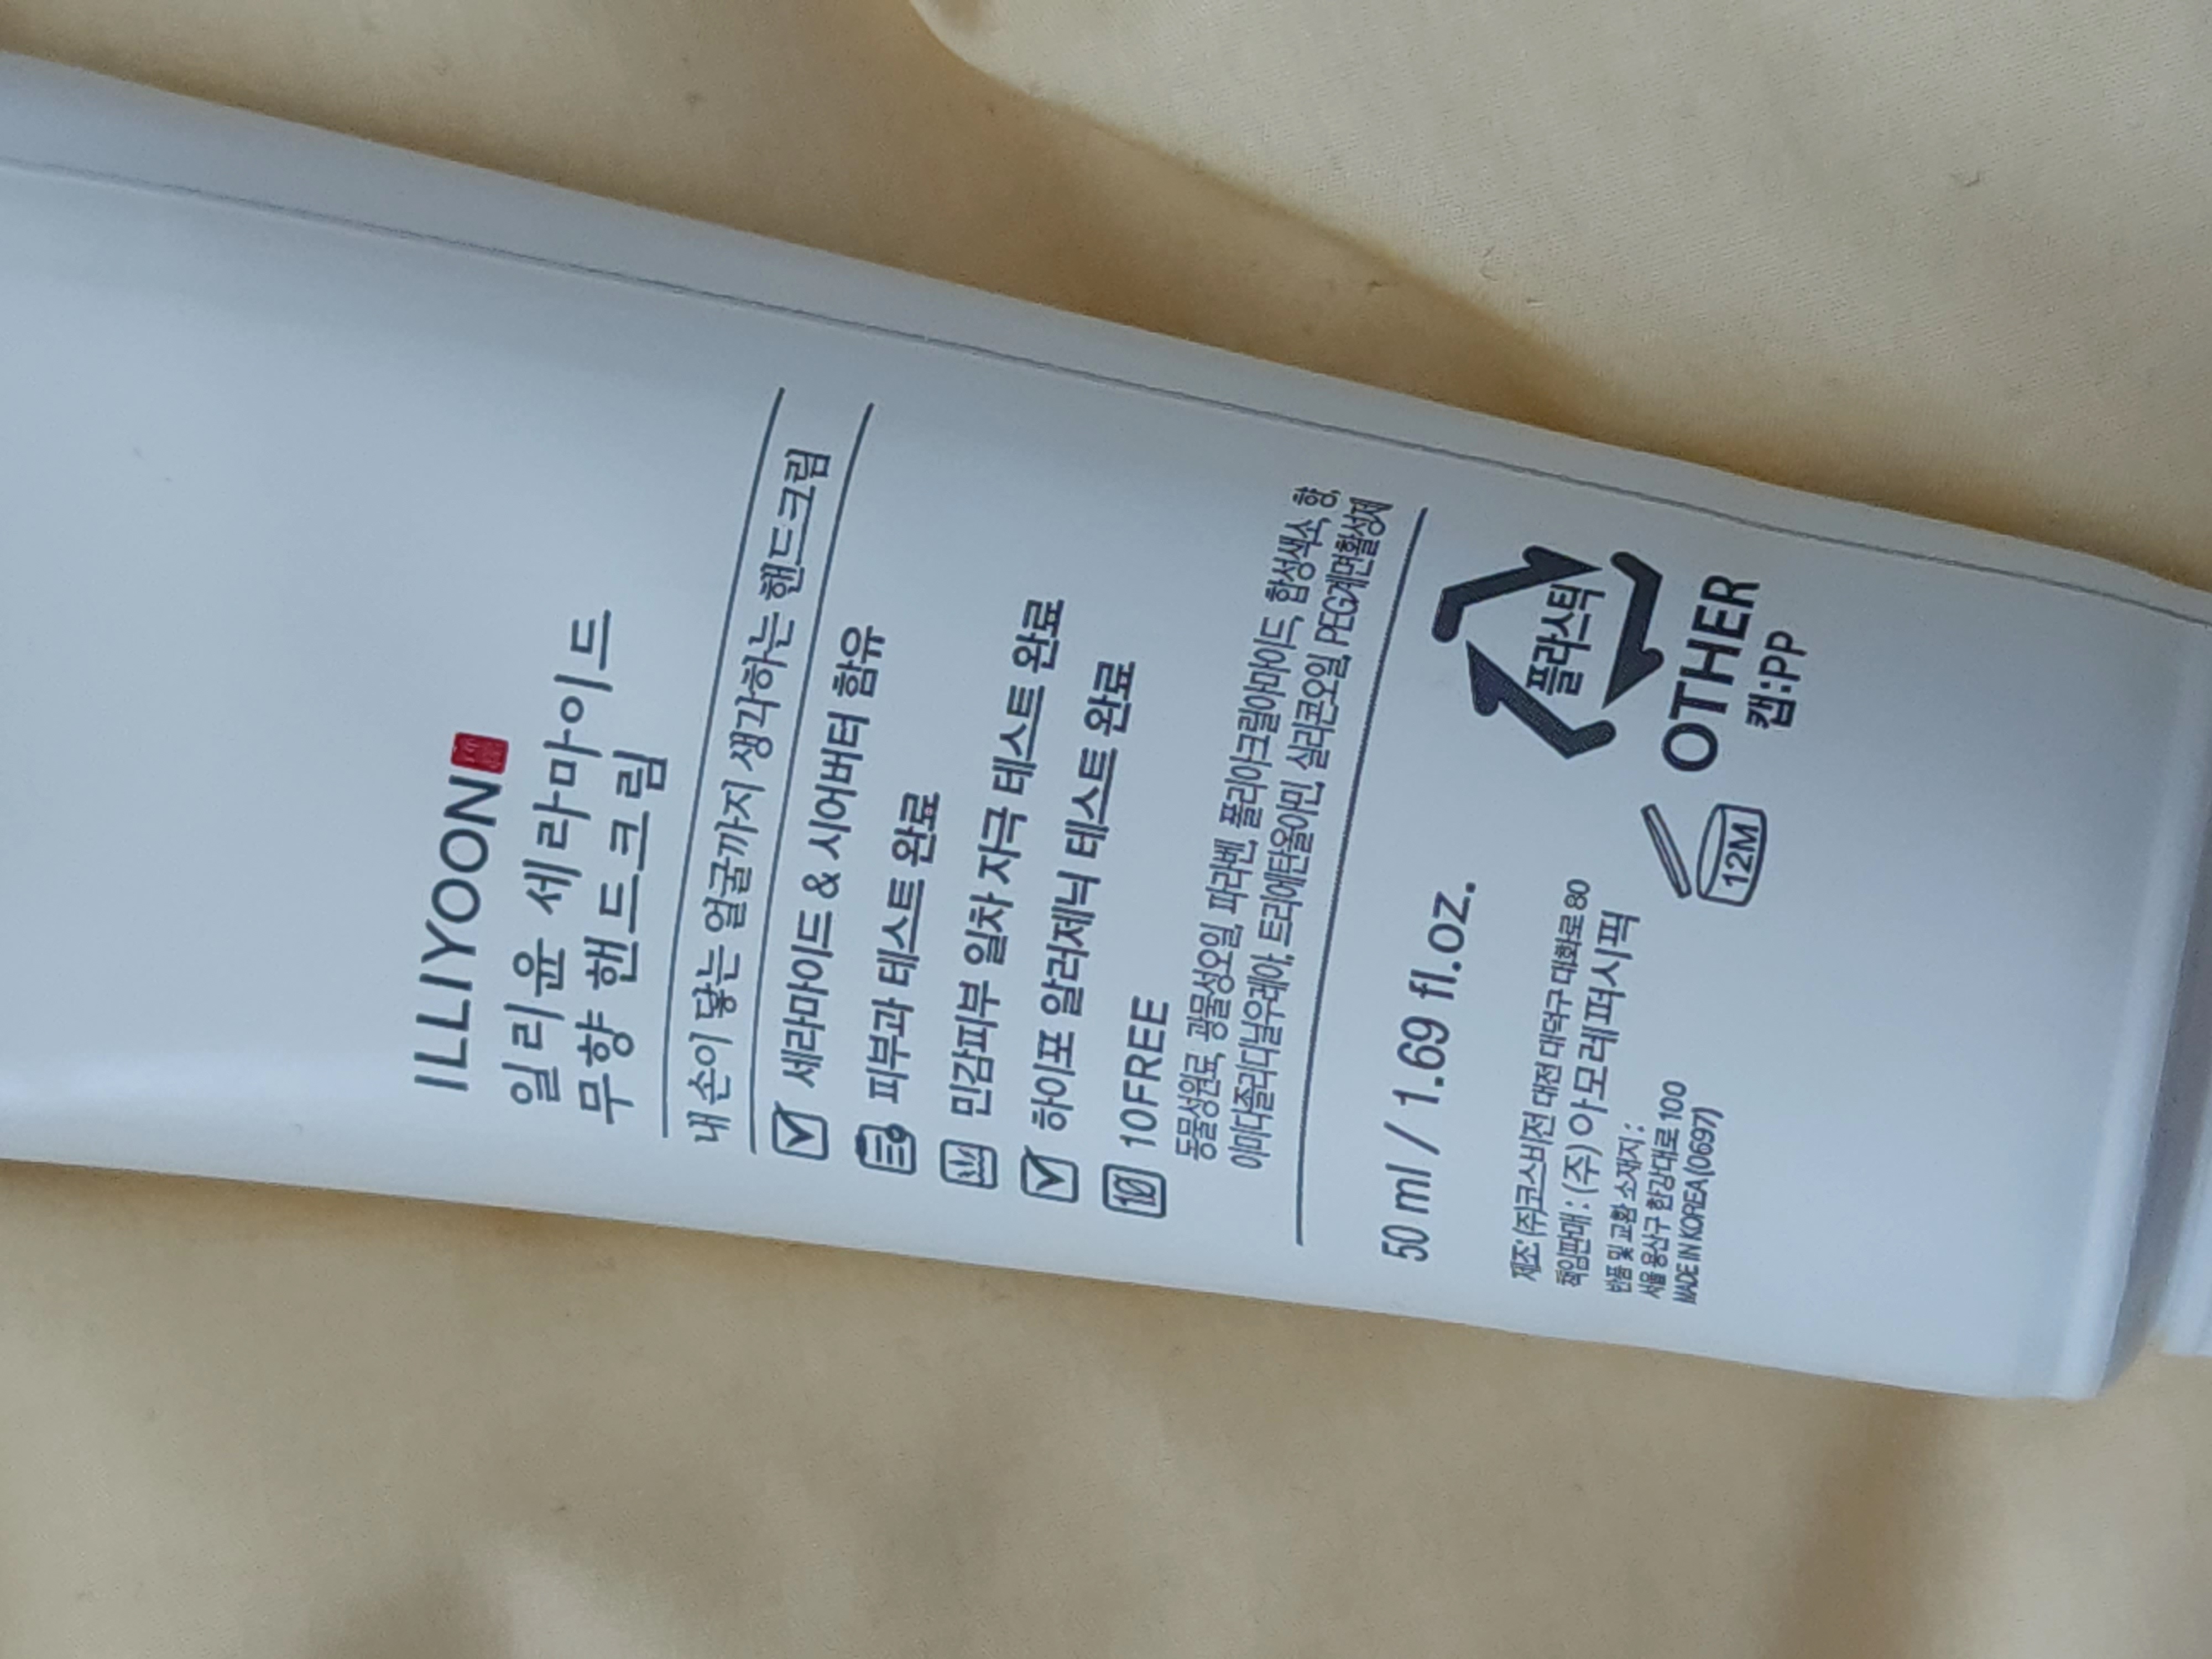 ILLIYOON
일리윤 세라마이드
무향 핸드크림
내 손이 닿는 얼굴까지 생각하는 핸드크림
세라마이드 & 시어버터 함유
피부과 테스트 완료
민감피부 일차 자극 테스트 완료
하이포 알러제닉 테스트 완료
10 10FREE
동물성원료, 광물성오일, 파라벤, 폴리아크릴아마이드, 합성색소, 향,
이미다졸리디닐우레아, 트리에탄올아민, 실리콘오일, PEG계면활성제
50 ml / 1.69 fl.oz.
제조: (주)코스비전 대전 대덕구 대화로 80
책임판매 : (주)아모레퍼시픽
반품 및 교환 소재지 :
서울 용산구 한강대로 100
MADE IN KOREA(0697)
12M
플라스틱
OTHER
캡:PP